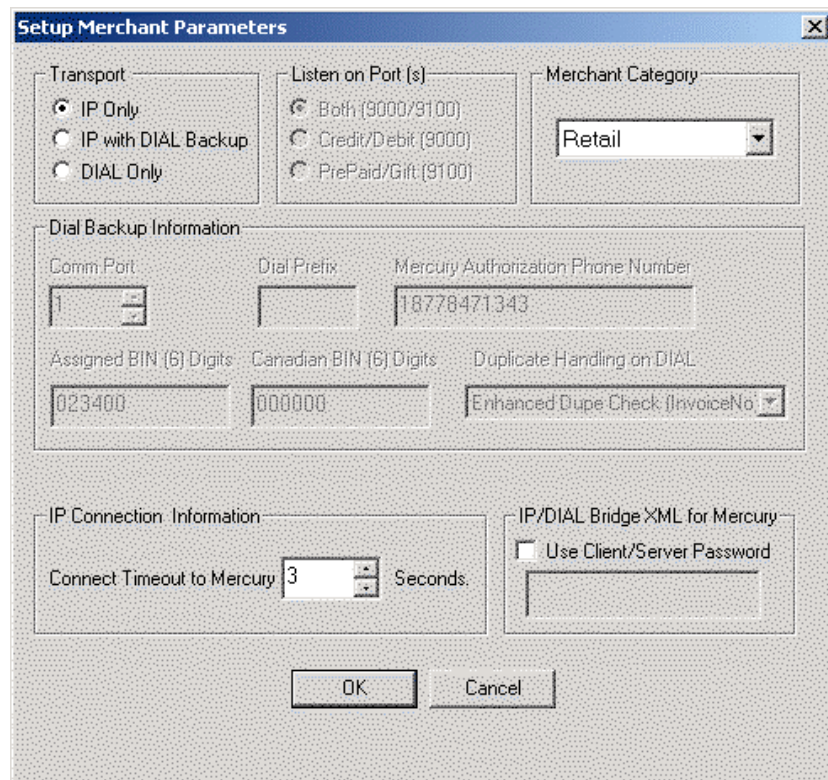 Setup Merchant Parameters
Transport
IP Only
IP with DIAL Backup
DIAL Only
Listen on Port (s)
Both (9000/9100)
Credit/Debit (9000)
PrePaid/Gift (9100)
Merchant Category
Retail
Dial Backup Information
Comm.Port
Dial Prefix
Mercury Authorization Phone Number
1
18778471343
Assigned BIN (6) Digits
Canadian BIN (6) Digits
Duplicate Handling on DIAL
023400
000000
Enhanced Dupe Check (InvoiceNo
IP Connection Information
Connect Timeout to Mercury 3 Seconds.
IP/DIAL Bridge XML for Mercury
Use Client/Server Password
OK
Cancel